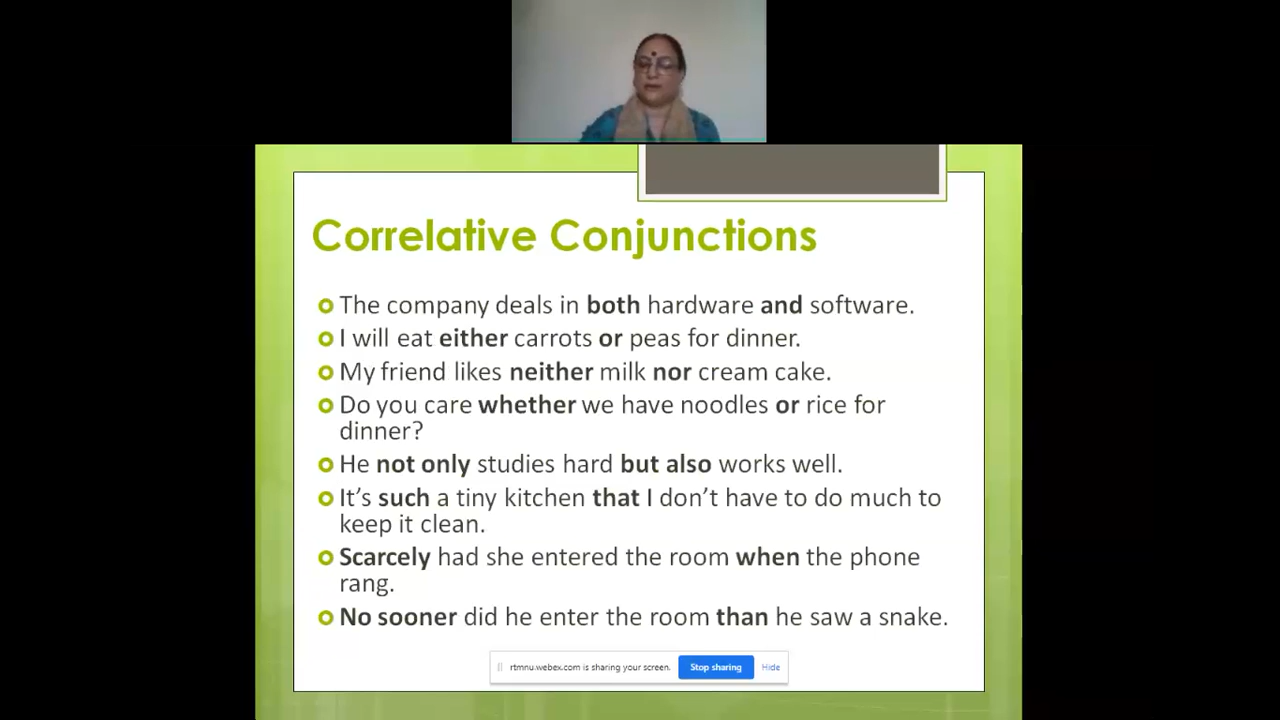 Correlative Conjunctions
The company deals in both hardware and software.
I will eat either carrots or peas for dinner.
My friend likes neither milk nor cream cake.
Do you care whether we have noodles or rice for
dinner?
He not only studies hard but also works well.
It’s such a tiny kitchen that I don’t have to do much to
keep it clean.
Scarcely had she entered the room when the phone
rang.
No sooner did he enter the room than he saw a snake.
rtmnu.webex.com is sharing your screen. Stop sharing Hide